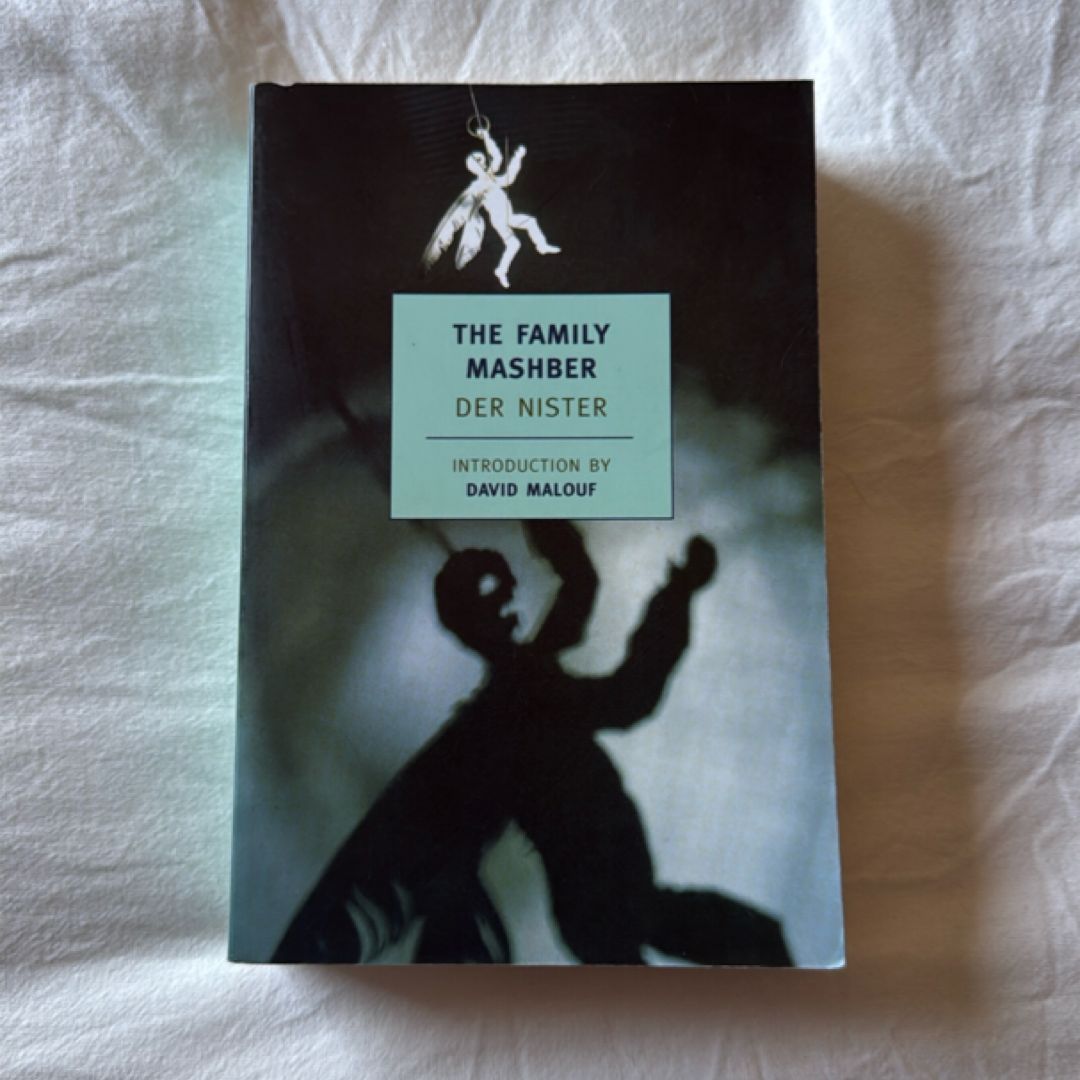 THE FAMILY
MASHBER
DER NISTER
INTRODUCTION BY
DAVID MALOUF